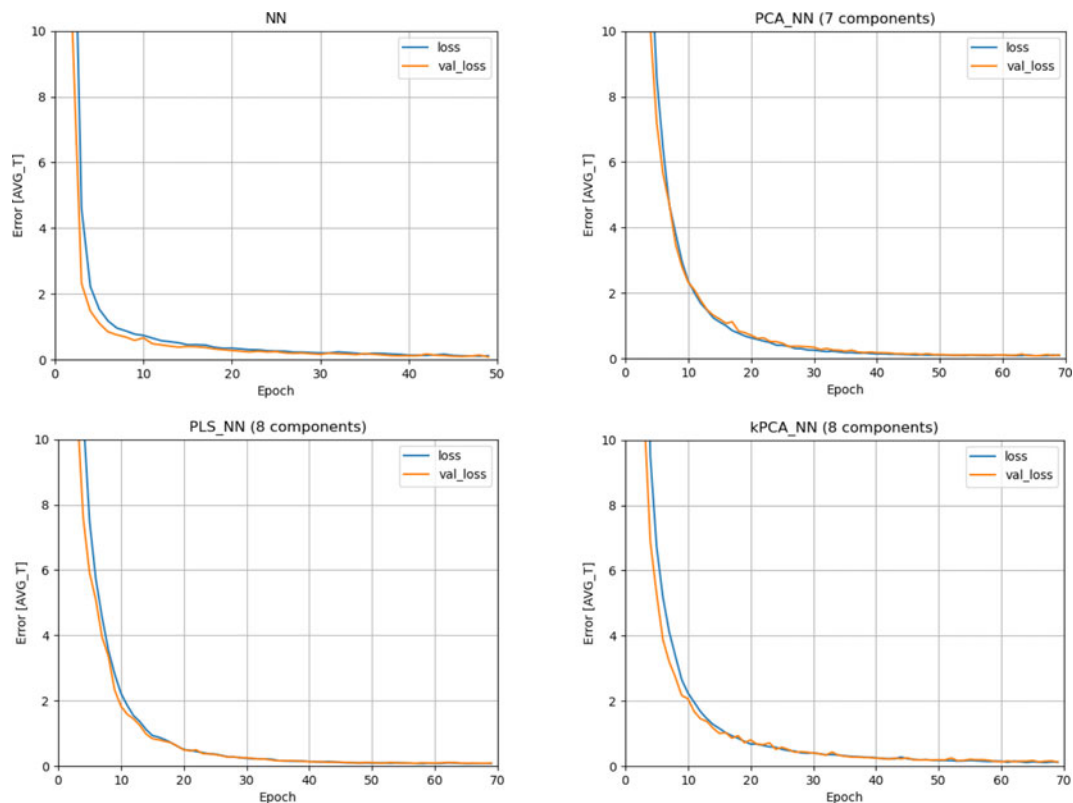 NN
10
8
6
4
2
0
Error [AVG_T]
loss
val_loss
0 10 20 30 40 50
Epoch
PCA_NN (7 components)
10
8
6
4
2
0
Error [AVG_T]
loss
val_loss
0 10 20 30 40 50 60 70
Epoch
PLS_NN (8 components)
10
8
6
4
2
0
Error [AVG_T]
loss
val_loss
0 10 20 30 40 50 60 70
Epoch
kPCA_NN (8 components)
10
8
6
4
2
0
Error [AVG_T]
loss
val_loss
0 10 20 30 40 50 60 70
Epoch